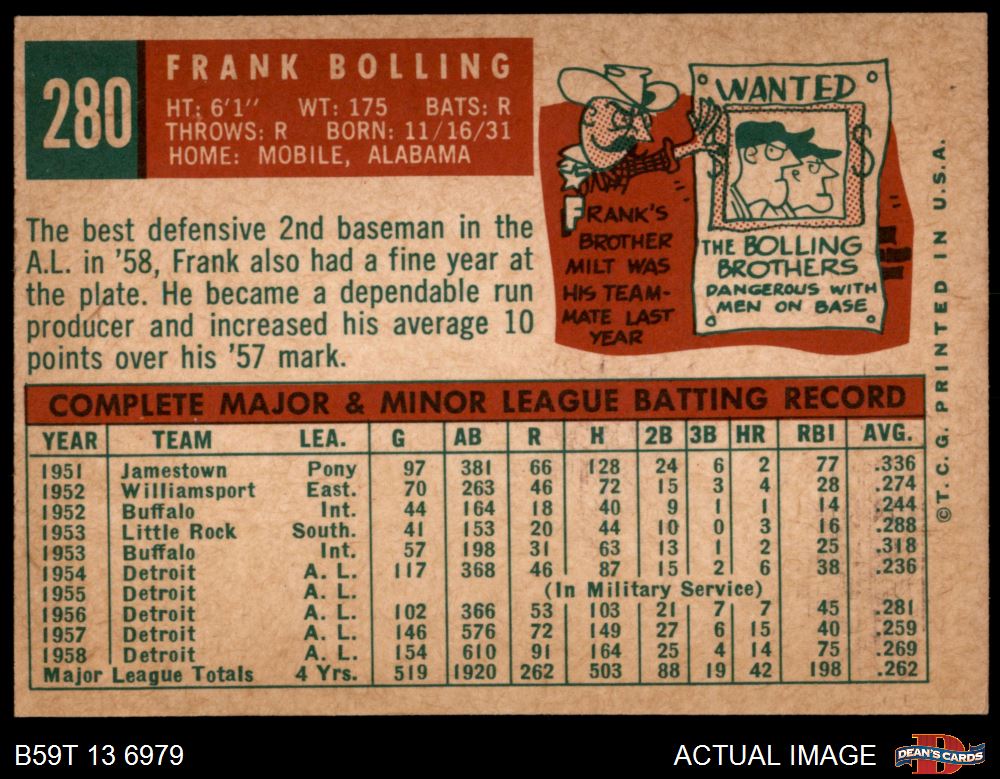 280
FRANK BOLLING
HT: 6'1" WT: 175 BATS: R
THROWS: R BORN: 11/16/31
HOME: MOBILE, ALABAMA
The best defensive 2nd baseman in the
A.L. in '58, Frank also had a fine year at
the plate. He became a dependable run
producer and increased his average 10
points over his '57 mark.
WANTED
$ $
FRANK'S
BROTHER
MILT WAS
HIS TEAM-
MATE LAST
YEAR
THE BOLLING
BROTHERS
DANGEROUS WITH
MEN ON BASE
COMPLETE MAJOR & MINOR LEAGUE BATTING RECORD
YEAR TEAM LEA. G AB R H 2B 3B HR RBI AVG.
1951 Jamestown Pony 97 381 66 128 24 6 2 77 .336
1952 Williamsport East. 70 263 46 72 15 3 4 28 .274
1952 Buffalo Int. 44 164 18 40 9 1 1 14 .244
1953 Little Rock South. 41 153 20 44 10 0 3 16 .288
1953 Buffalo Int. 57 198 31 63 13 1 2 25 .318
1954 Detroit A. L. 117 368 46 87 15 2 6 38 .236
1955 Detroit A. L. (In Military Service)
1956 Detroit A. L. 102 366 53 103 21 7 7 45 .281
1957 Detroit A. L. 146 576 72 149 27 6 15 40 .259
1958 Detroit A. L. 154 610 91 164 25 4 14 75 .269
Major League Totals 4 Yrs. 519 1920 262 503 88 19 42 198 .262
©T. C. G. PRINTED IN U.S.A.
B59T 13 6979
ACTUAL IMAGE
DEAN'S CARDS